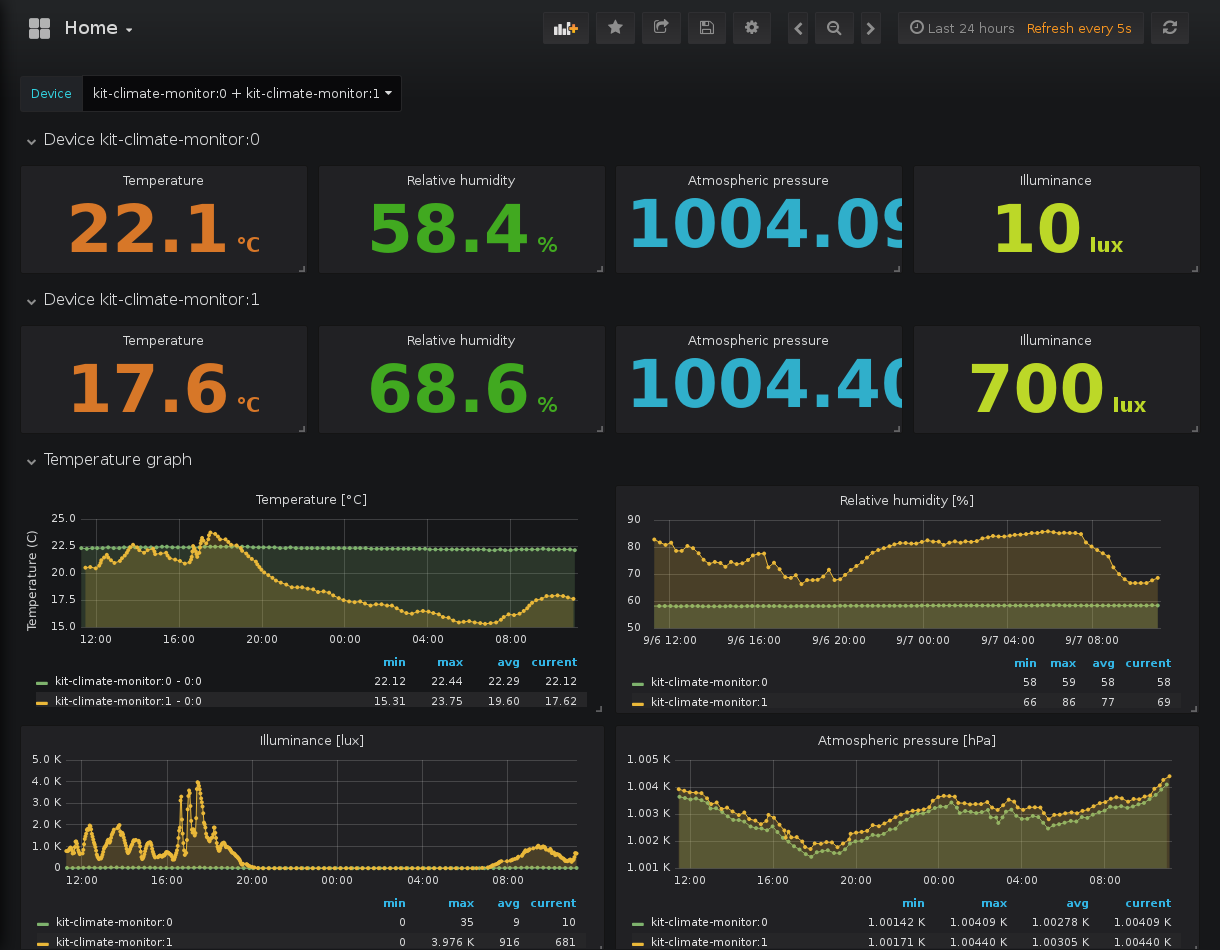 Home
Last 24 hours Refresh every 5s
Device kit-climate-monitor:0 + kit-climate-monitor:1
Device kit-climate-monitor:0
Temperature Relative humidity Atmospheric pressure Illuminance
22.1 °C 58.4 % 1004.09 10 lux
Device kit-climate-monitor:1
Temperature Relative humidity Atmospheric pressure Illuminance
17.6 °C 68.6 % 1004.40 700 lux
Temperature graph
Temperature [°C]
Temperature (C)
25.0
22.5
20.0
17.5
15.0
12:00 16:00 20:00 00:00 04:00 08:00
min max avg current
kit-climate-monitor:0 - 0:0 22.12 22.44 22.29 22.12
kit-climate-monitor:1 - 0:0 15.31 23.75 19.60 17.62
Relative humidity [%]
90
80
70
60
50
9/6 12:00 9/6 16:00 9/6 20:00 9/7 00:00 9/7 04:00 9/7 08:00
min max avg current
kit-climate-monitor:0 58 59 58 58
kit-climate-monitor:1 66 86 77 69
Illuminance [lux]
5.0 K
4.0 K
3.0 K
2.0 K
1.0 K
0
12:00 16:00 20:00 00:00 04:00 08:00
min max avg current
kit-climate-monitor:0 0 35 9 10
kit-climate-monitor:1 0 3.976 K 916 681
Atmospheric pressure [hPa]
1.005 K
1.004 K
1.003 K
1.002 K
1.001 K
12:00 16:00 20:00 00:00 04:00 08:00
min max avg current
kit-climate-monitor:0 1.00142 K 1.00409 K 1.00278 K 1.00409 K
kit-climate-monitor:1 1.00171 K 1.00440 K 1.00305 K 1.00440 K